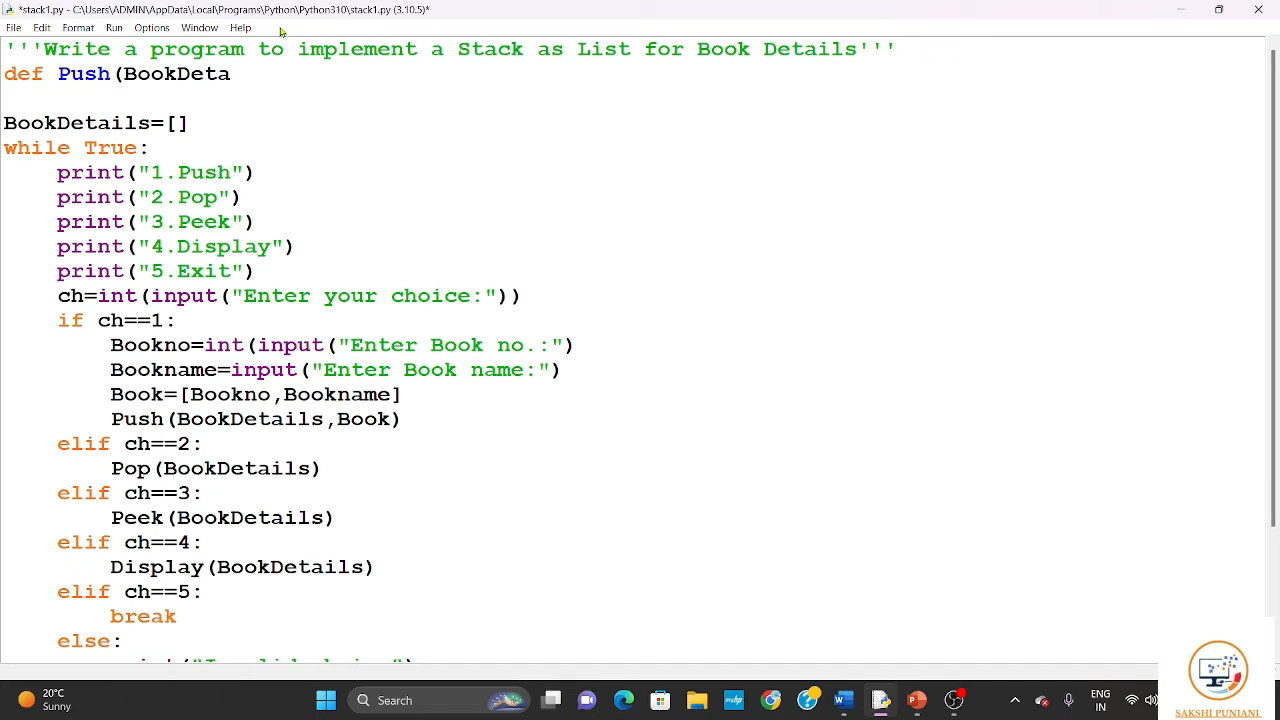 *stack1.py - C:\Users\ADMIN\AppData\Local\Programs\Python\Python310\stack1.py (3.10.5)*
File Edit Format Run Options Window Help
'''Write a program to implement a Stack as List for Book Details'''
def Push(BookDeta
BookDetails=[]
while True:
    print("1.Push")
    print("2.Pop")
    print("3.Peek")
    print("4.Display")
    print("5.Exit")
    ch=int(input("Enter your choice:"))
    if ch==1:
        Bookno=int(input("Enter Book no.:")
        Bookname=input("Enter Book name:")
        Book=[Bookno,Bookname]
        Push(BookDetails,Book)
    elif ch==2:
        Pop(BookDetails)
    elif ch==3:
        Peek(BookDetails)
    elif ch==4:
        Display(BookDetails)
    elif ch==5:
        break
    else:
SAKSHI PUNIANI
20°C
Sunny
Search
ENG
IN